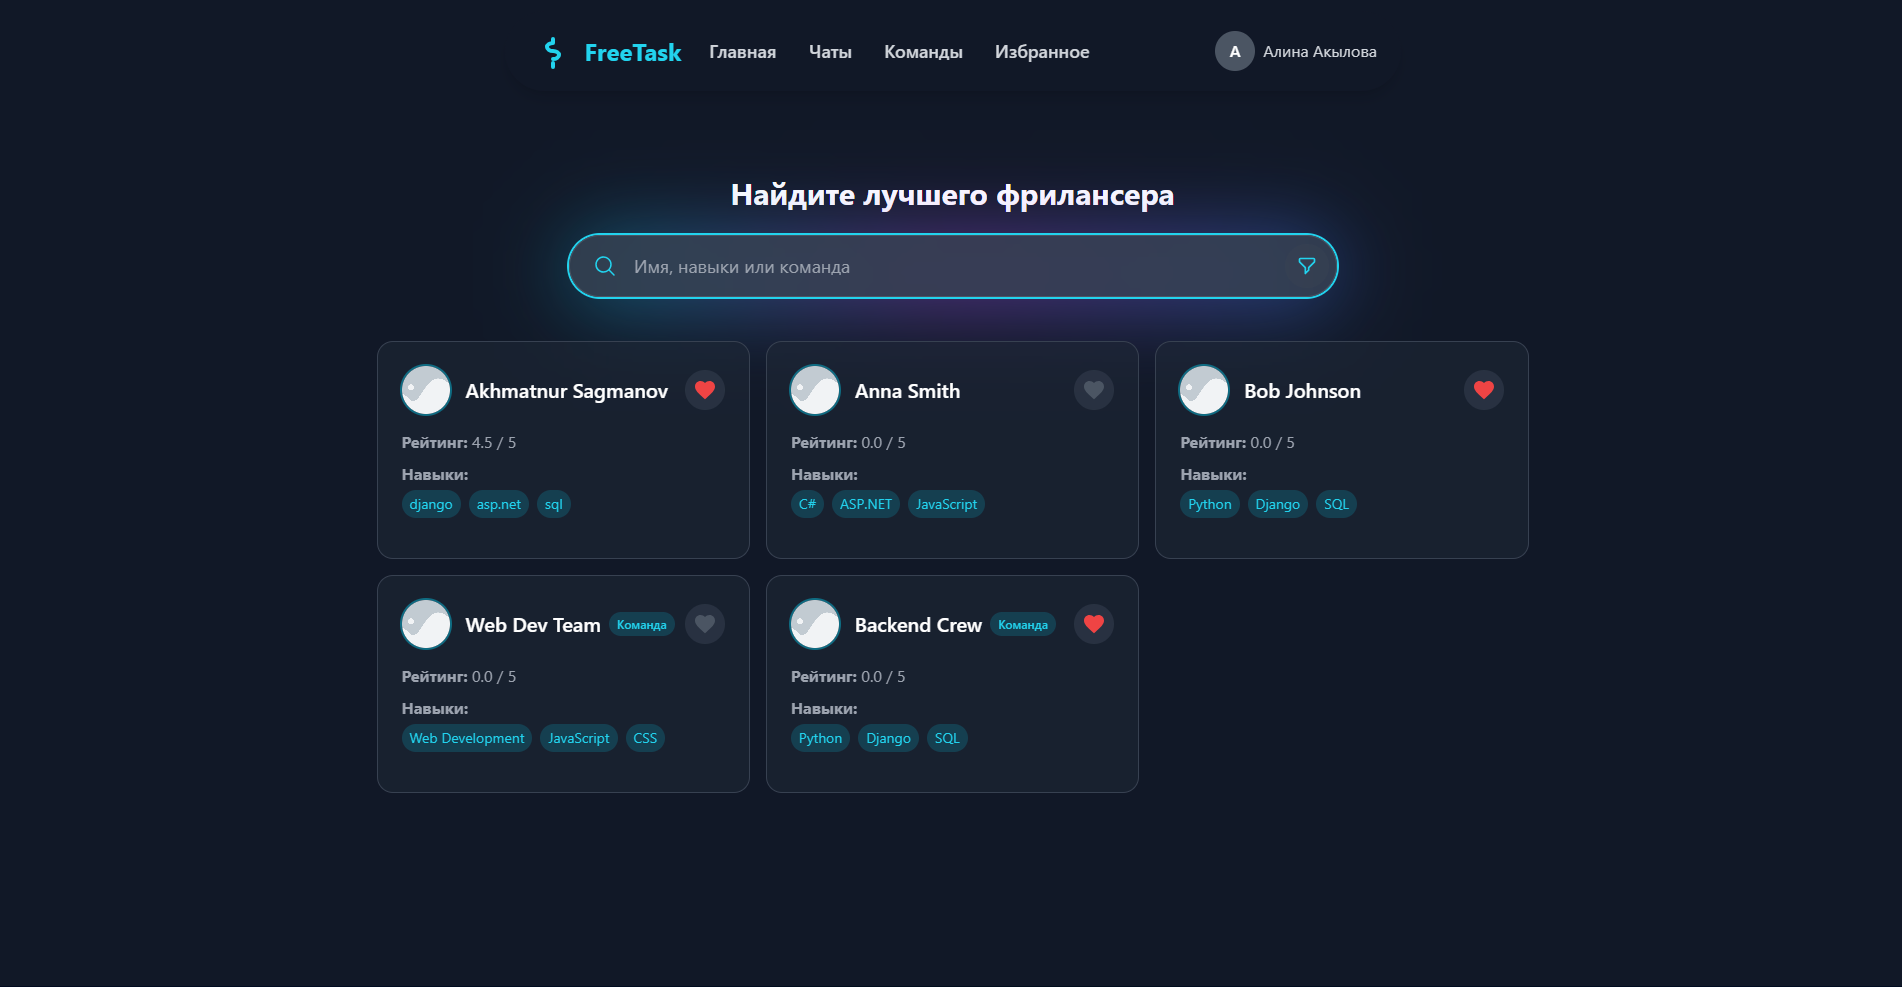 FreeTask Главная Чаты Команды Избранное A Алина Акылова
Найдите лучшего фрилансера
Имя, навыки или команда
Akhmatnur Sagmanov
Рейтинг: 4.5 / 5
Навыки:
django asp.net sql
Anna Smith
Рейтинг: 0.0 / 5
Навыки:
C# ASP.NET JavaScript
Bob Johnson
Рейтинг: 0.0 / 5
Навыки:
Python Django SQL
Web Dev Team Команда
Рейтинг: 0.0 / 5
Навыки:
Web Development JavaScript CSS
Backend Crew Команда
Рейтинг: 0.0 / 5
Навыки:
Python Django SQL